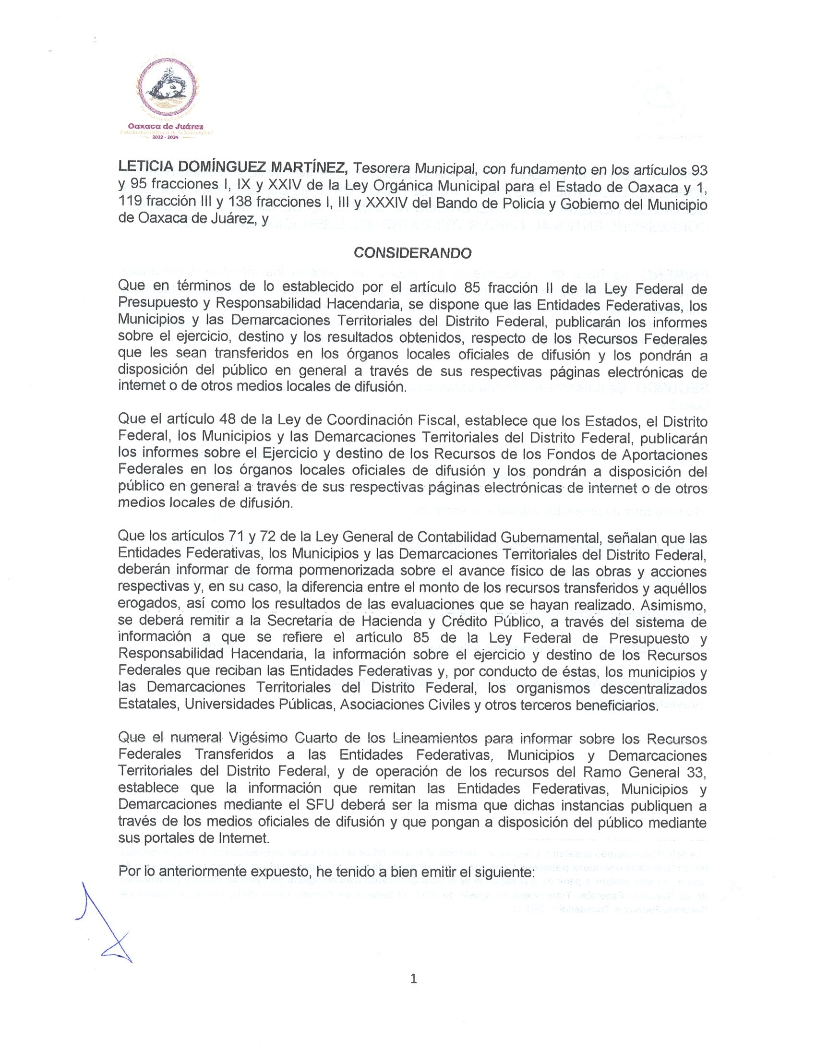 Oaxaca de Juárez
2022 - 2024
LETICIA DOMÍNGUEZ MARTÍNEZ, Tesorera Municipal, con fundamento en los artículos 93
y 95 fracciones I, IX y XXIV de la Ley Orgánica Municipal para el Estado de Oaxaca y 1,
119 fracción III y 138 fracciones I, III y XXXIV del Bando de Policía y Gobierno del Municipio
de Oaxaca de Juárez, y
CONSIDERANDO
Que en términos de lo establecido por el artículo 85 fracción II de la Ley Federal de
Presupuesto y Responsabilidad Hacendaria, se dispone que las Entidades Federativas, los
Municipios y las Demarcaciones Territoriales del Distrito Federal, publicarán los informes
sobre el ejercicio, destino y los resultados obtenidos, respecto de los Recursos Federales
que les sean transferidos en los órganos locales oficiales de difusión y los pondrán a
disposición del público en general a través de sus respectivas páginas electrónicas de
internet o de otros medios locales de difusión.
Que el artículo 48 de la Ley de Coordinación Fiscal, establece que los Estados, el Distrito
Federal, los Municipios y las Demarcaciones Territoriales del Distrito Federal, publicarán
los informes sobre el Ejercicio y destino de los Recursos de los Fondos de Aportaciones
Federales en los órganos locales oficiales de difusión y los pondrán a disposición del
público en general a través de sus respectivas páginas electrónicas de internet o de otros
medios locales de difusión.
Que los artículos 71 y 72 de la Ley General de Contabilidad Gubernamental, señalan que las
Entidades Federativas, los Municipios y las Demarcaciones Territoriales del Distrito Federal,
deberán informar de forma pormenorizada sobre el avance físico de las obras y acciones
respectivas y, en su caso, la diferencia entre el monto de los recursos transferidos y aquéllos
erogados, así como los resultados de las evaluaciones que se hayan realizado. Asimismo,
se deberá remitir a la Secretaría de Hacienda y Crédito Público, a través del sistema de
información a que se refiere el artículo 85 de la Ley Federal de Presupuesto y
Responsabilidad Hacendaria, la información sobre el ejercicio y destino de los Recursos
Federales que reciban las Entidades Federativas y, por conducto de éstas, los municipios y
las Demarcaciones Territoriales del Distrito Federal, los organismos descentralizados
Estatales, Universidades Públicas, Asociaciones Civiles y otros terceros beneficiarios.
Que el numeral Vigésimo Cuarto de los Lineamientos para informar sobre los Recursos
Federales Transferidos a las Entidades Federativas, Municipios y Demarcaciones
Territoriales del Distrito Federal, y de operación de los recursos del Ramo General 33,
establece que la información que remitan las Entidades Federativas, Municipios y
Demarcaciones mediante el SFU deberá ser la misma que dichas instancias publiquen a
través de los medios oficiales de difusión y que pongan a disposición del público mediante
sus portales de Internet.
Por lo anteriormente expuesto, he tenido a bien emitir el siguiente:
1